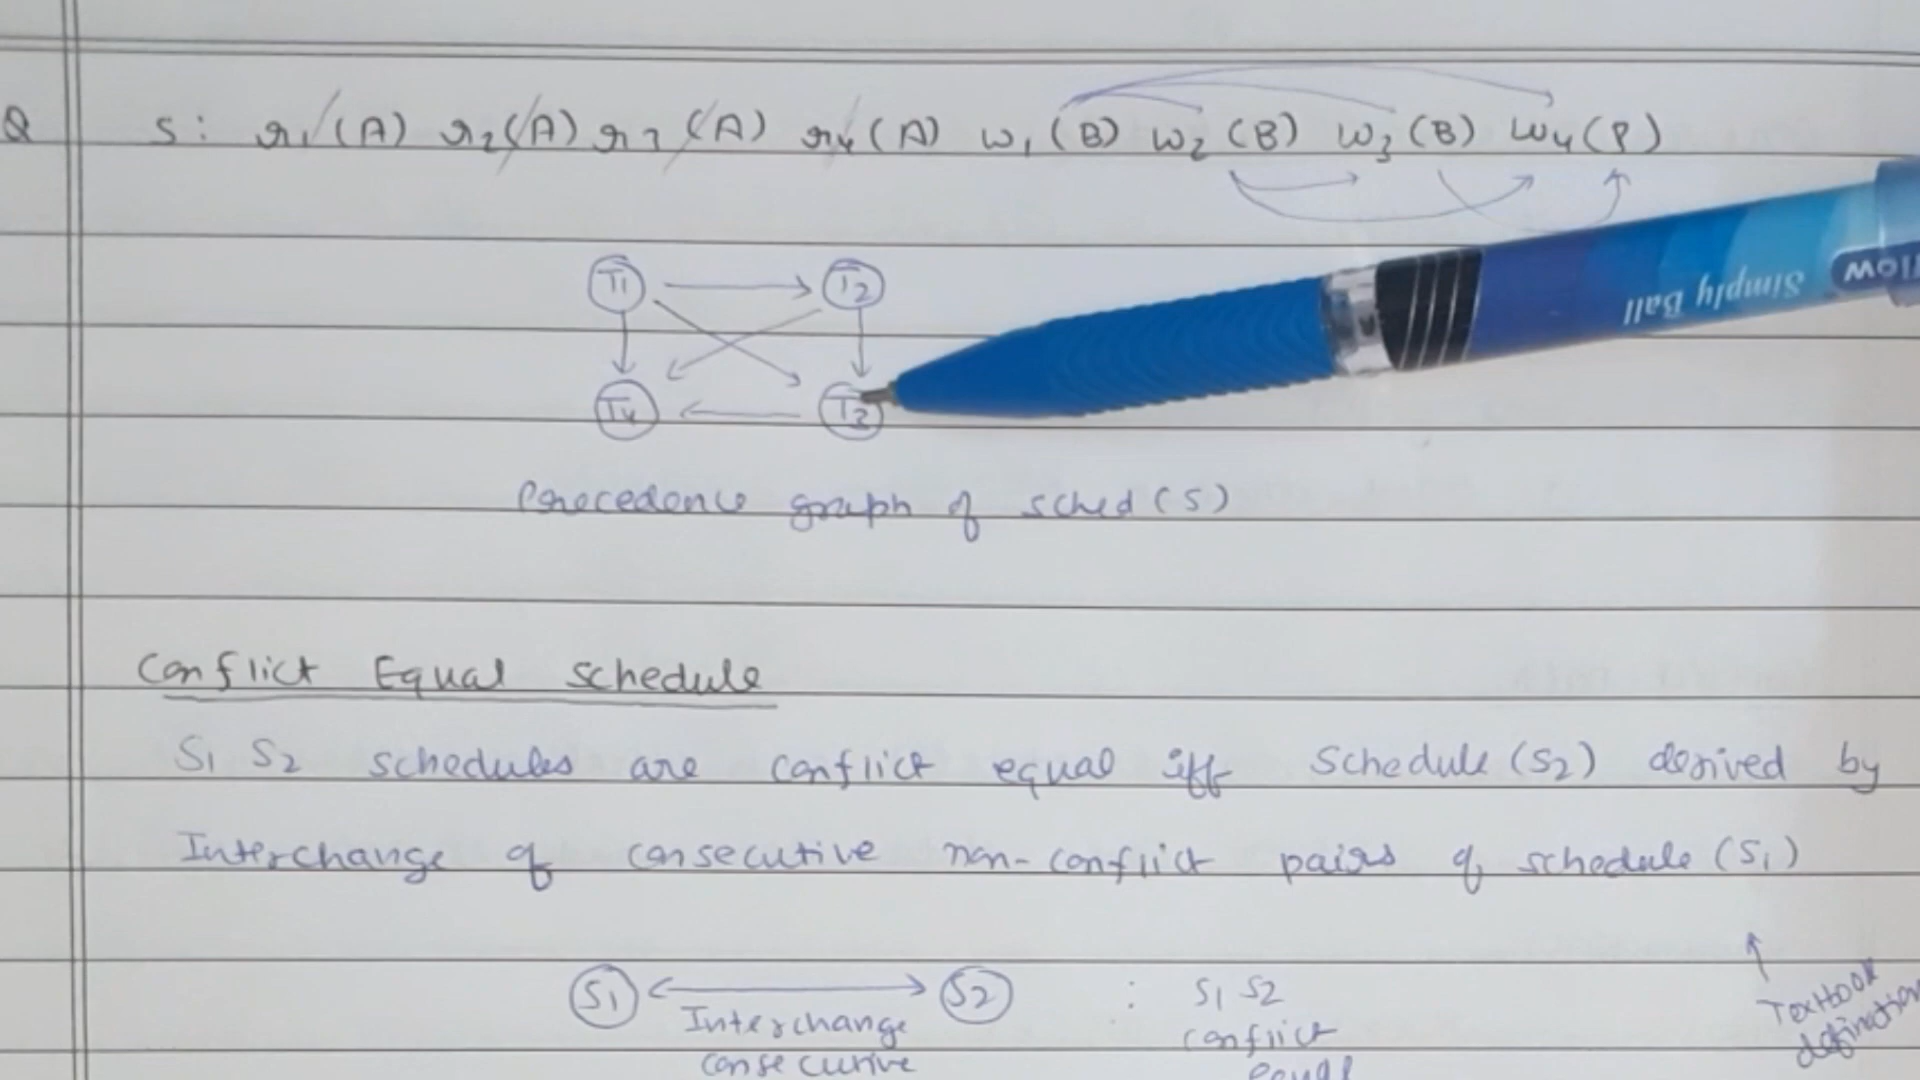 Q S: r1(A) r2(A) r3(A) r4(A) w1(B) w2(B) w3(B) w4(B)
T1 T2
T4 T3
Simply Ball
Precedence graph of sched(S)
Conflict Equal Schedule
S1 S2 schedules are conflict equal iff Schedule (S2) derived by
Interchange of consecutive non-conflict pairs of schedule (S1)
S1 S2 : S1 S2
Interchange conflict
consecutive equal
Textbook
defination